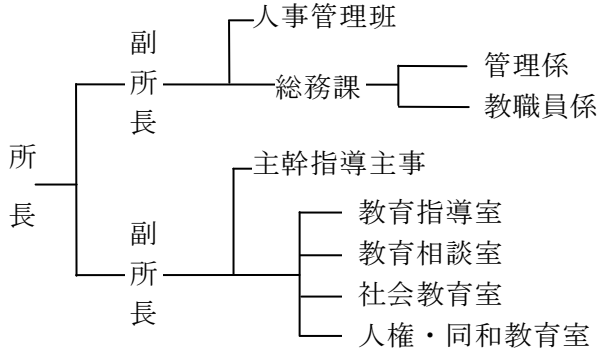 所長
副所長
人事管理班
総務課
管理係
教職員係
副所長
主幹指導主事
教育指導室
教育相談室
社会教育室
人権・同和教育室